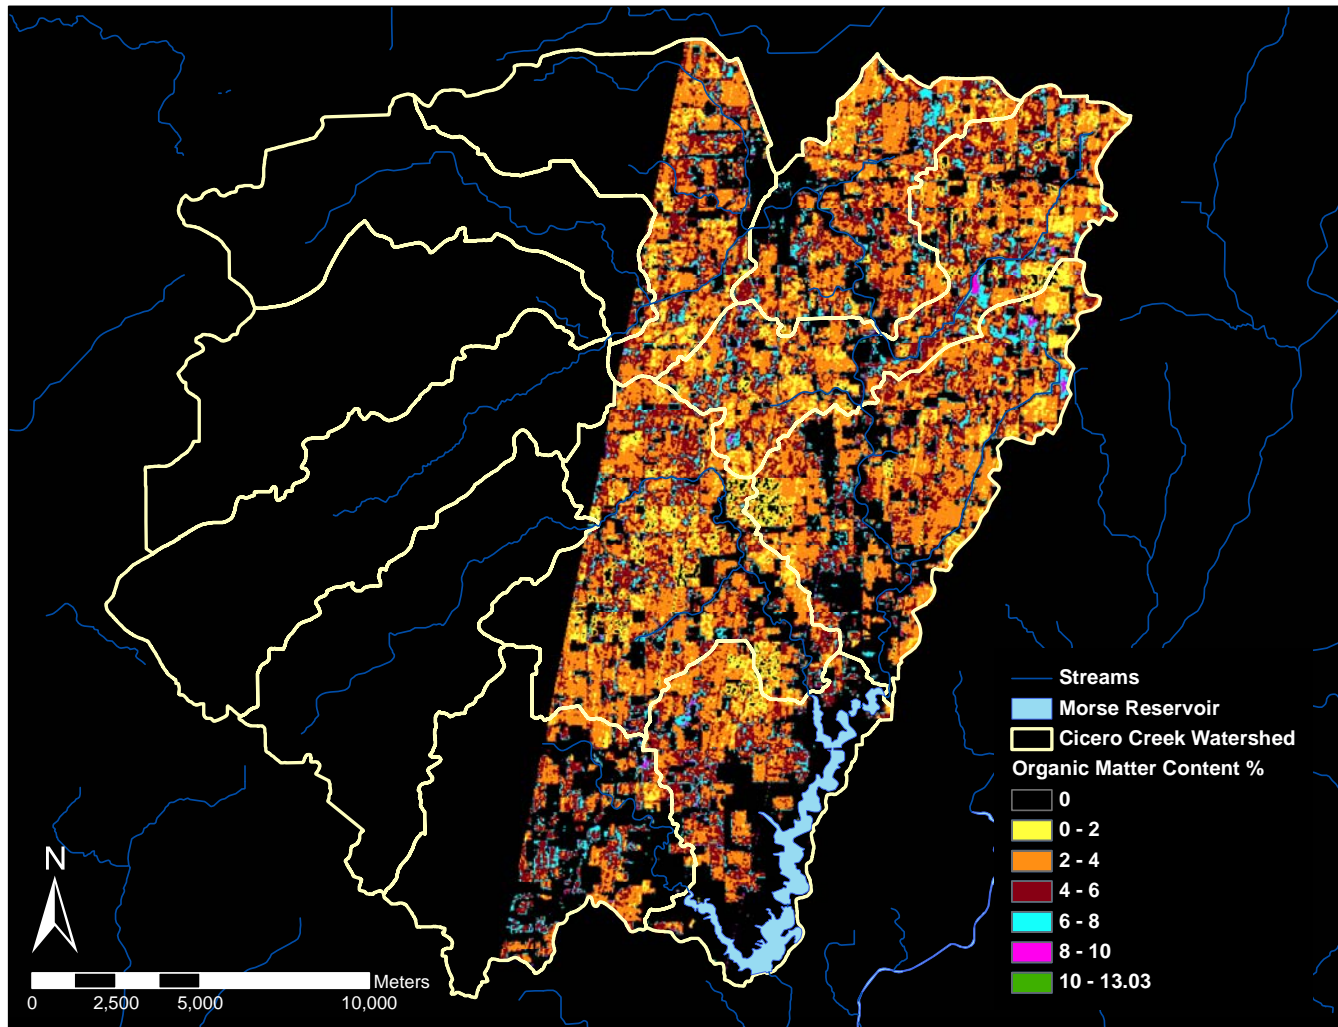 Streams
Morse Reservoir
Cicero Creek Watershed
Organic Matter Content %
0
0 - 2
2 - 4
4 - 6
6 - 8
8 - 10
10 - 13.03
N
Meters
0 2,500 5,000 10,000